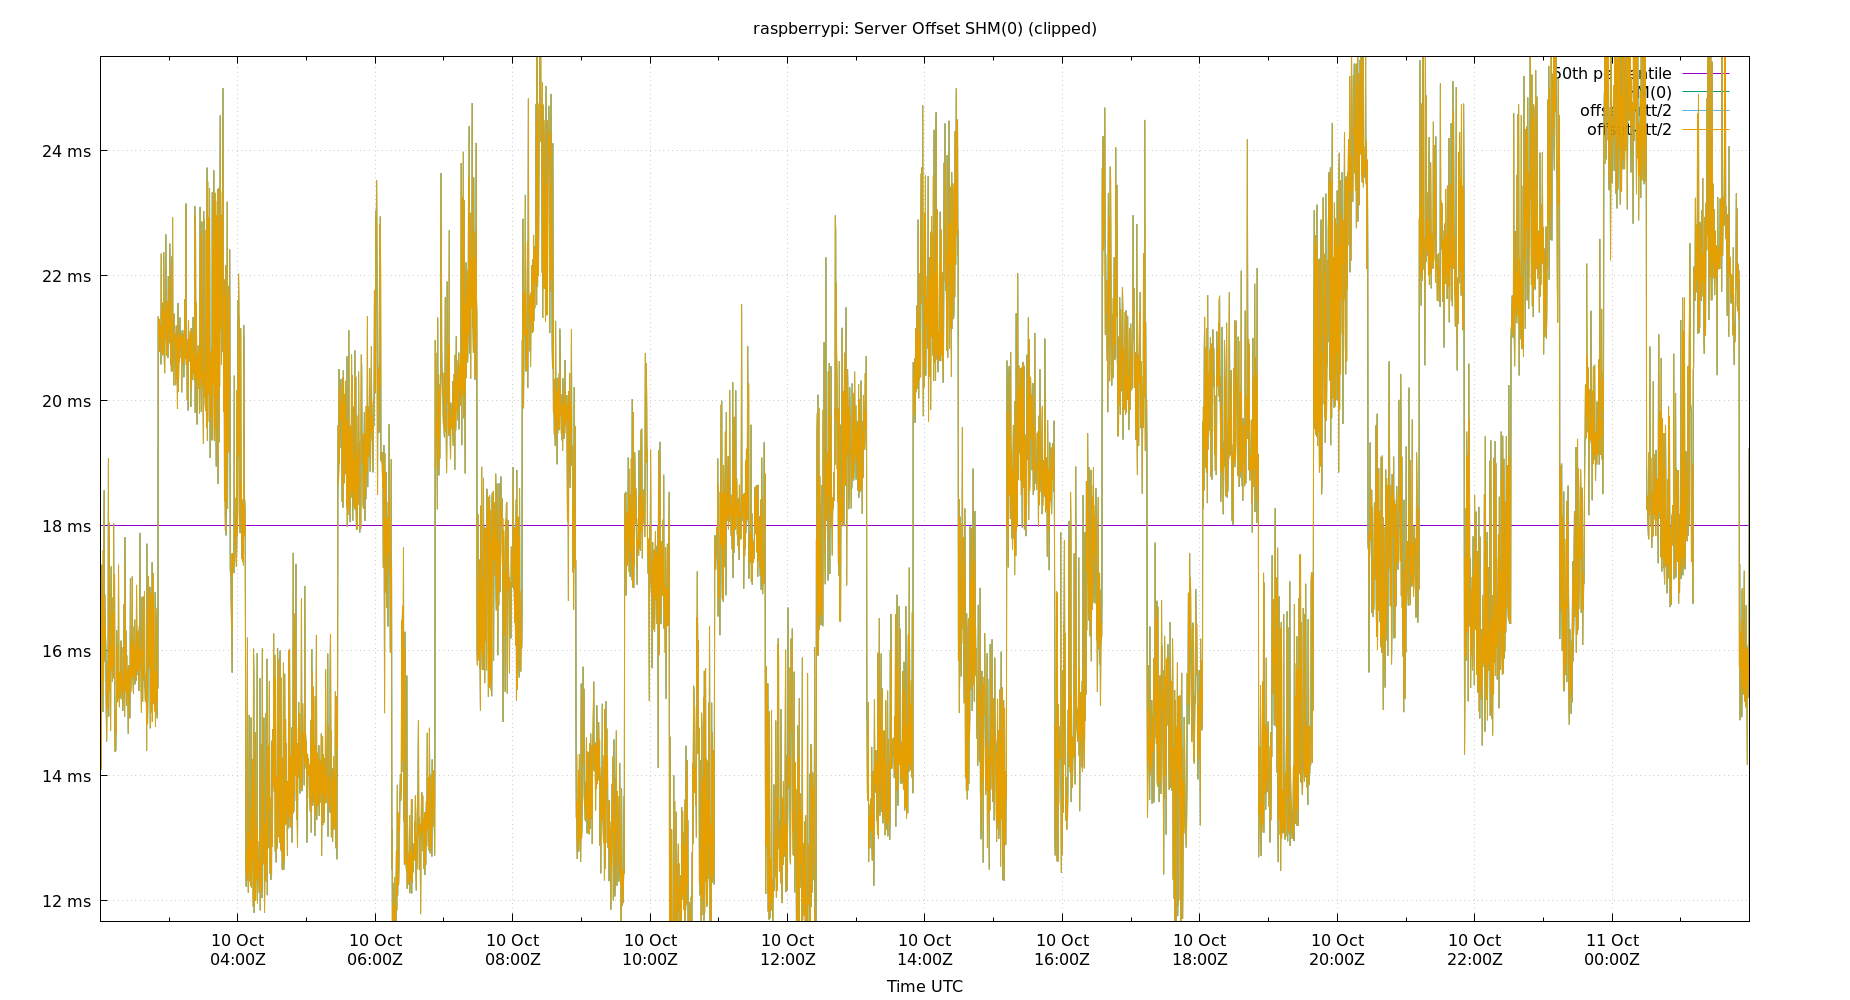 raspberrypi: Server Offset SHM(0) (clipped)
24 ms
22 ms
20 ms
18 ms
16 ms
14 ms
12 ms
10 Oct
04:00Z
10 Oct
06:00Z
10 Oct
08:00Z
10 Oct
10:00Z
10 Oct
12:00Z
10 Oct
14:00Z
10 Oct
16:00Z
10 Oct
18:00Z
10 Oct
20:00Z
10 Oct
22:00Z
11 Oct
00:00Z
Time UTC